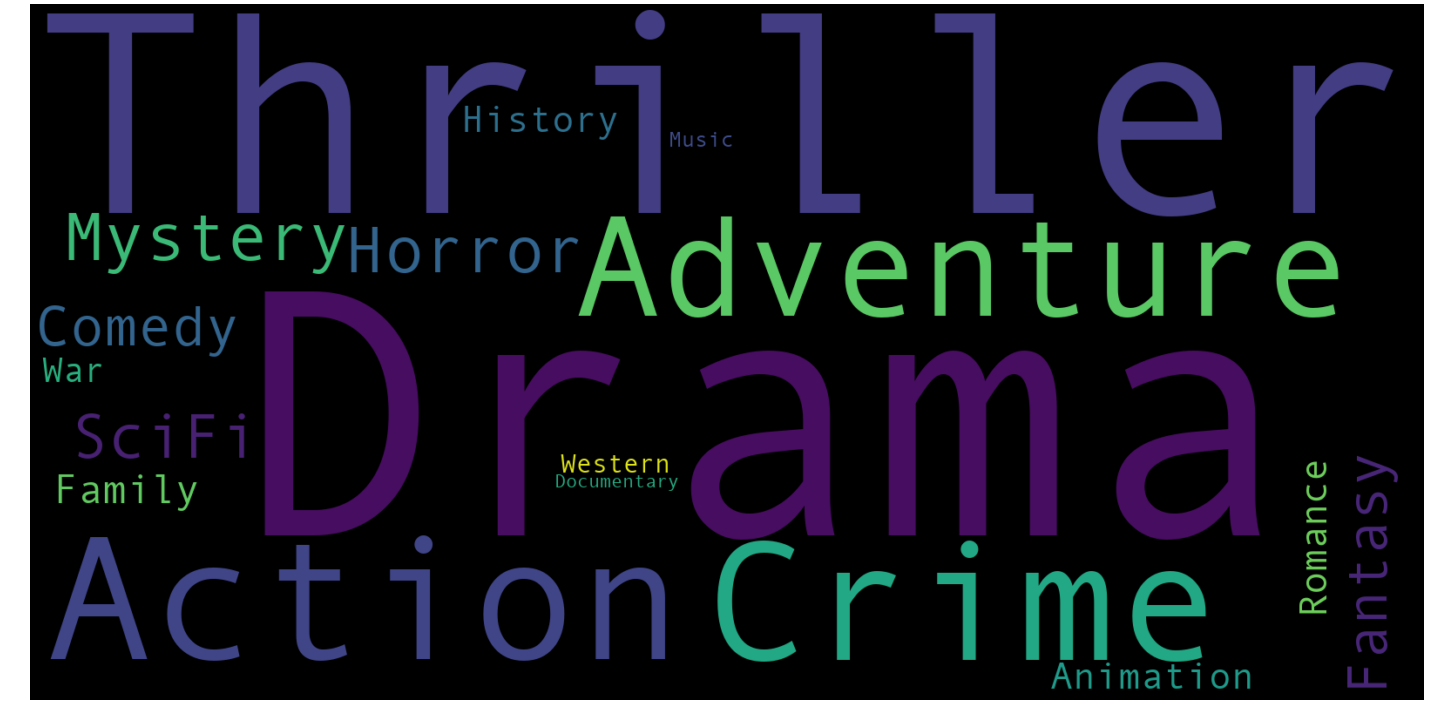 Thriller
History
Music
Mystery
Horror
Adventure
Comedy
War
Drama
SciFi
Western
Documentary
Family
Romance
Fantasy
Action
Crime
Animation